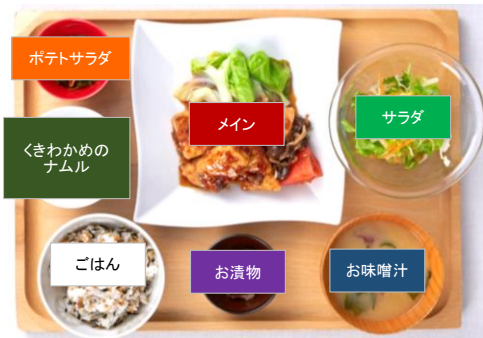 ポテトサラダ
メイン
サラダ
くきわかめの
ナムル
ごはん
お漬物
お味噌汁